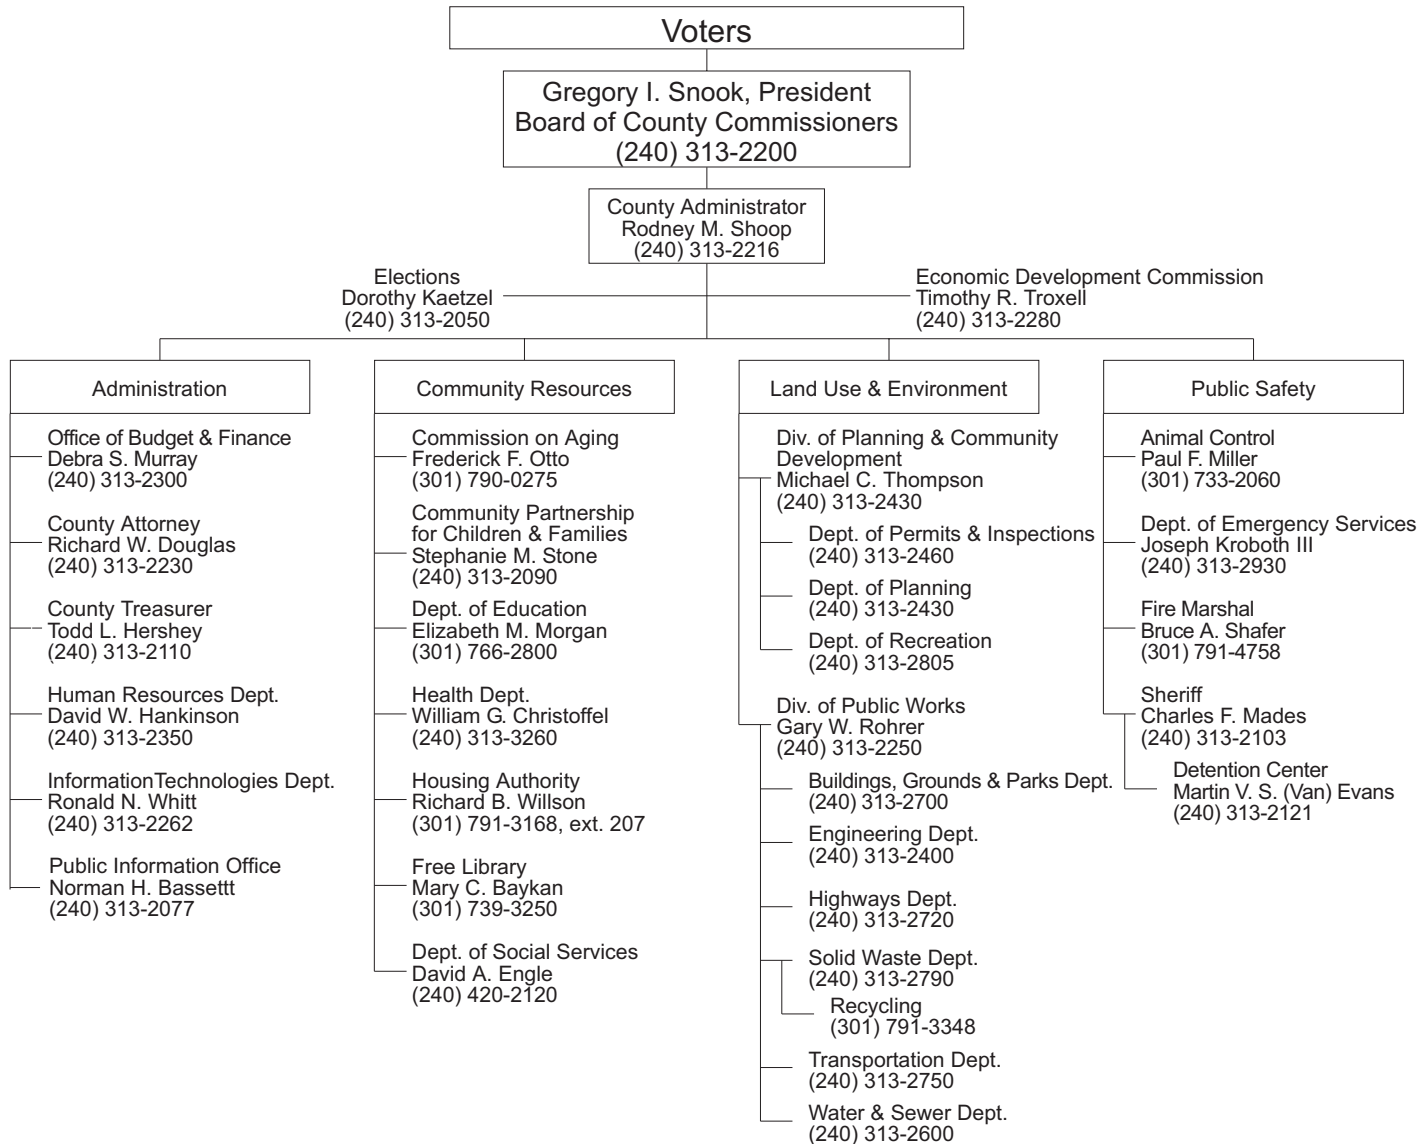 Voters
Gregory I. Snook, President
Board of County Commissioners
(240) 313-2200
County Administrator
Rodney M. Shoop
(240) 313-2216
Elections
Dorothy Kaetzel
(240) 313-2050
Economic Development Commission
Timothy R. Troxell
(240) 313-2280
Administration
Office of Budget & Finance
Debra S. Murray
(240) 313-2300
County Attorney
Richard W. Douglas
(240) 313-2230
County Treasurer
Todd L. Hershey
(240) 313-2110
Human Resources Dept.
David W. Hankinson
(240) 313-2350
InformationTechnologies Dept.
Ronald N. Whitt
(240) 313-2262
Public Information Office
Norman H. Bassettt
(240) 313-2077
Community Resources
Commission on Aging
Frederick F. Otto
(301) 790-0275
Community Partnership
for Children & Families
Stephanie M. Stone
(240) 313-2090
Dept. of Education
Elizabeth M. Morgan
(301) 766-2800
Health Dept.
William G. Christoffel
(240) 313-3260
Housing Authority
Richard B. Willson
(301) 791-3168, ext. 207
Free Library
Mary C. Baykan
(301) 739-3250
Dept. of Social Services
David A. Engle
(240) 420-2120
Land Use & Environment
Div. of Planning & Community
Development
Michael C. Thompson
(240) 313-2430
Dept. of Permits & Inspections
(240) 313-2460
Dept. of Planning
(240) 313-2430
Dept. of Recreation
(240) 313-2805
Div. of Public Works
Gary W. Rohrer
(240) 313-2250
Buildings, Grounds & Parks Dept.
(240) 313-2700
Engineering Dept.
(240) 313-2400
Highways Dept.
(240) 313-2720
Solid Waste Dept.
(240) 313-2790
Recycling
(301) 791-3348
Transportation Dept.
(240) 313-2750
Water & Sewer Dept.
(240) 313-2600
Public Safety
Animal Control
Paul F. Miller
(301) 733-2060
Dept. of Emergency Services
Joseph Kroboth III
(240) 313-2930
Fire Marshal
Bruce A. Shafer
(301) 791-4758
Sheriff
Charles F. Mades
(240) 313-2103
Detention Center
Martin V. S. (Van) Evans
(240) 313-2121